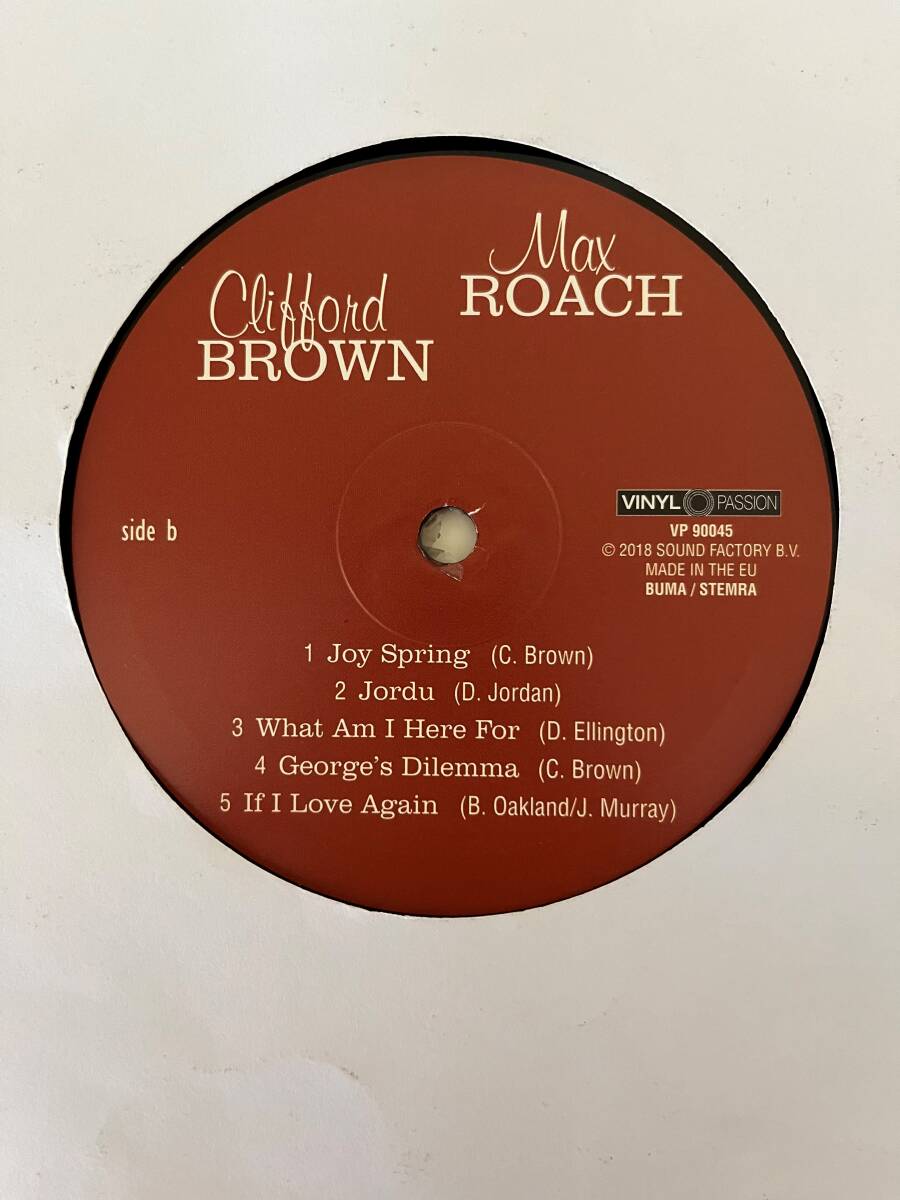 Clifford
BROWN
Max
ROACH
side b
VINYL PASSION
VP 90045
© 2018 SOUND FACTORY B.V.
MADE IN THE EU
BUMA / STEMRA
1 Joy Spring (C. Brown)
2 Jordu (D. Jordan)
3 What Am I Here For (D. Ellington)
4 George's Dilemma (C. Brown)
5 If I Love Again (B. Oakland/J. Murray)